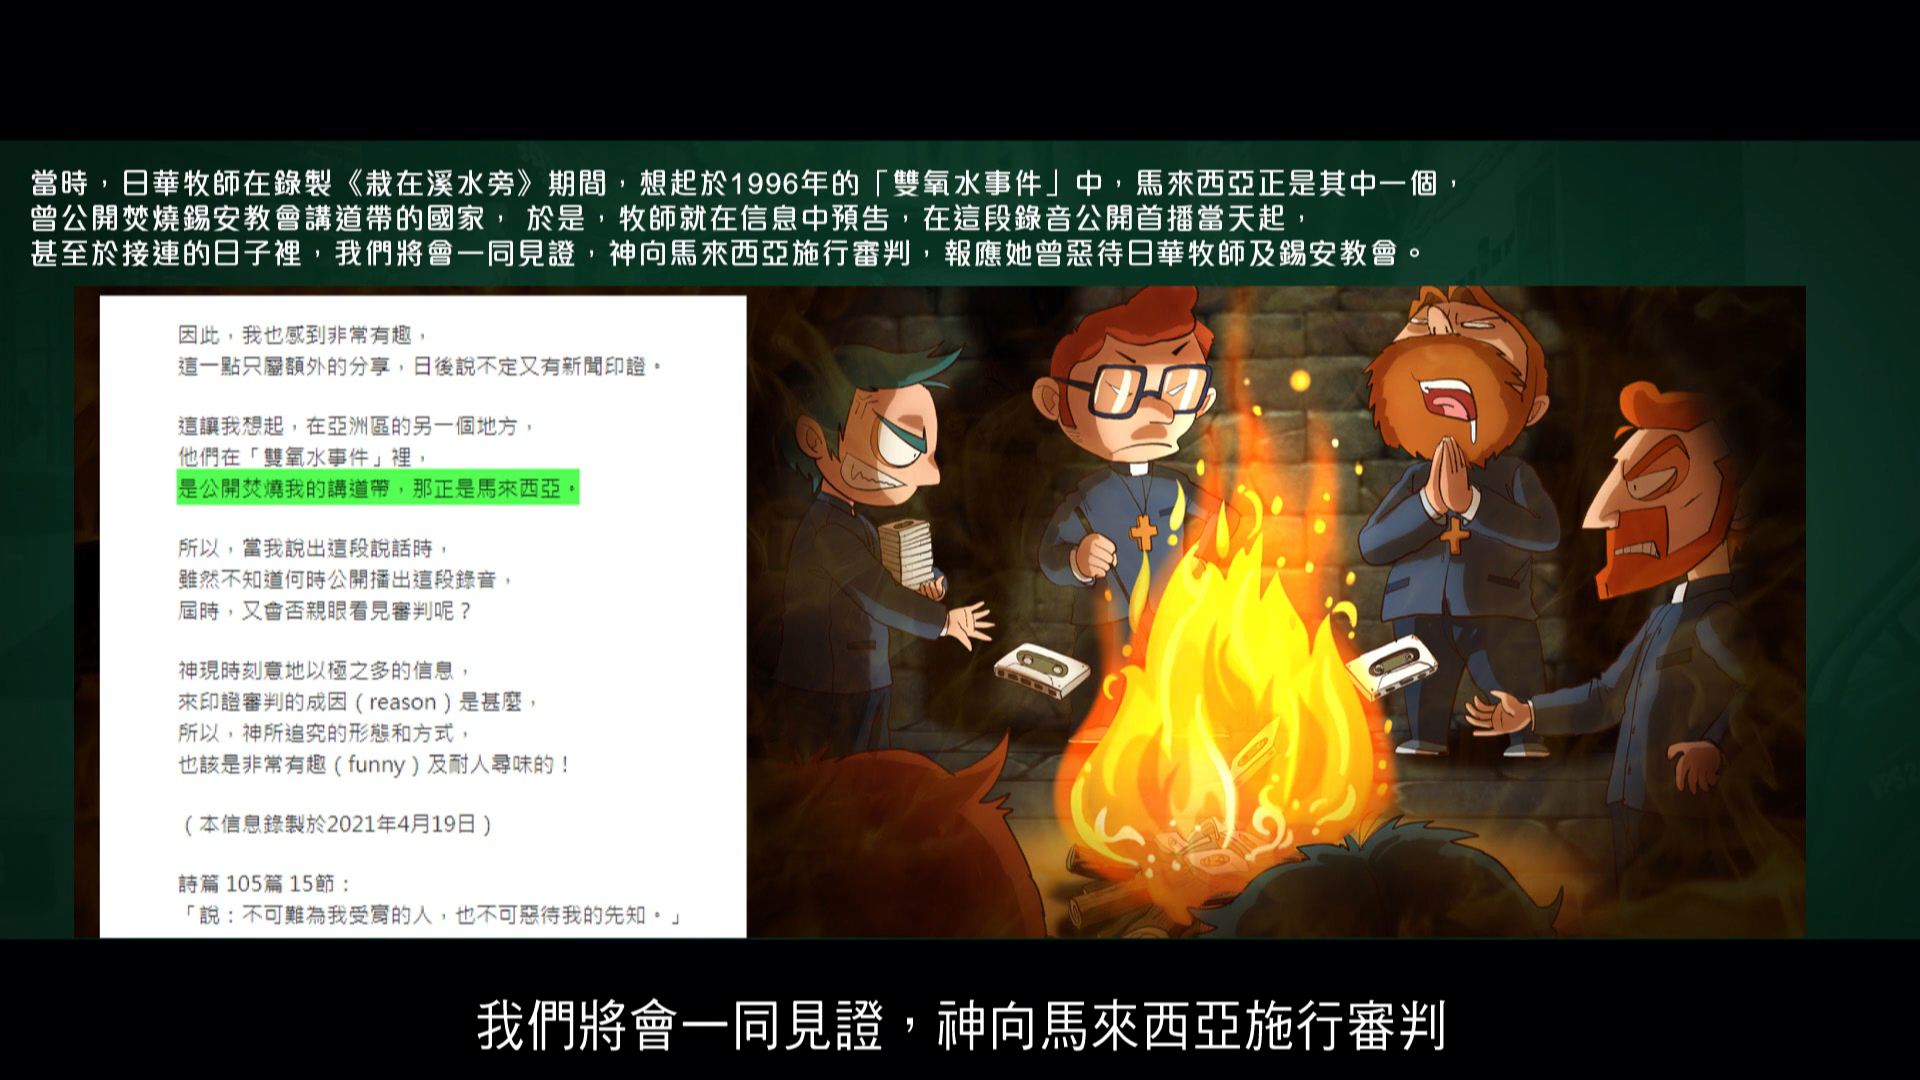 當時，日華牧師在錄製《栽在溪水旁》期間，想起於1996年的「雙氧水事件」中，馬來西亞正是其中一個，
曾公開焚燒錫安教會講道帶的國家， 於是，牧師就在信息中預告，在這段錄音公開首播當天起，
甚至於接連的日子裡，我們將會一同見證，神向馬來西亞施行審判，報應她曾惡待日華牧師及錫安教會。
因此，我也感到非常有趣，
這一點只屬額外的分享，日後說不定又有新聞印證。
這讓我想起，在亞洲區的另一個地方，
他們在「雙氧水事件」裡，
是公開焚燒我的講道帶，那正是馬來西亞。
所以，當我說出這段說話時，
雖然不知道何時公開播出這段錄音，
屆時，又會否親眼看見審判呢？
神現時刻意地以極之多的信息，
來印證審判的成因（reason）是甚麼，
所以，神所追究的形態和方式，
也該是非常有趣（funny）及耐人尋味的！
（本信息錄製於2021年4月19日）
詩篇 105篇 15節：
「說：不可難為我受膏的人，也不可惡待我的先知。」
我們將會一同見證，神向馬來西亞施行審判